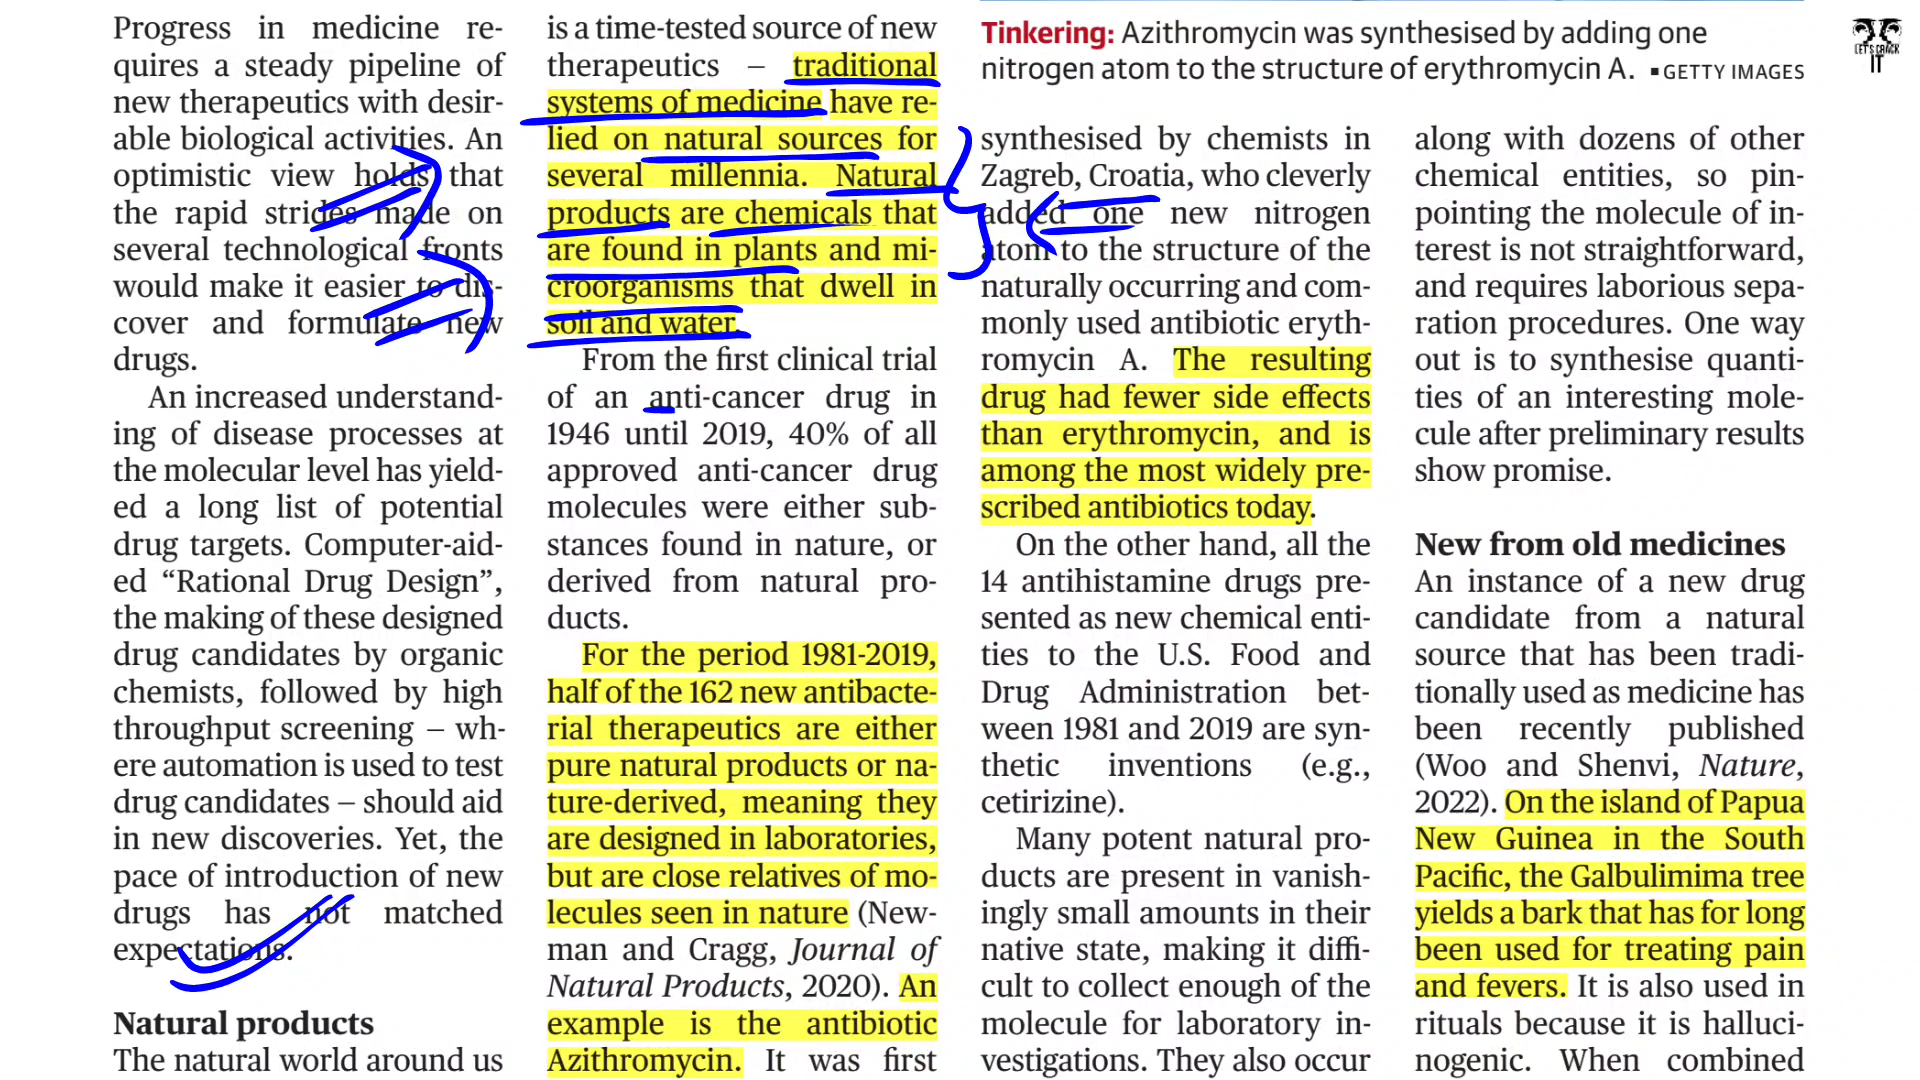 Progress in medicine re-
quires a steady pipeline of
new therapeutics with desir-
able biological activities. An
optimistic view holds that
the rapid strides made on
several technological fronts
would make it easier to dis-
cover and formulate new
drugs.
An increased understand-
ing of disease processes at
the molecular level has yield-
ed a long list of potential
drug targets. Computer-aid-
ed “Rational Drug Design”,
the making of these designed
drug candidates by organic
chemists, followed by high
throughput screening – wh-
ere automation is used to test
drug candidates – should aid
in new discoveries. Yet, the
pace of introduction of new
drugs has not matched
expectations.
Natural products
The natural world around us
is a time-tested source of new
therapeutics – traditional
systems of medicine have re-
lied on natural sources for
several millennia. Natural
products are chemicals that
are found in plants and mi-
croorganisms that dwell in
soil and water.
From the first clinical trial
of an anti-cancer drug in
1946 until 2019, 40% of all
approved anti-cancer drug
molecules were either sub-
stances found in nature, or
derived from natural pro-
ducts.
For the period 1981-2019,
half of the 162 new antibacte-
rial therapeutics are either
pure natural products or na-
ture-derived, meaning they
are designed in laboratories,
but are close relatives of mo-
lecules seen in nature (New-
man and Cragg, Journal of
Natural Products, 2020). An
example is the antibiotic
Azithromycin. It was first
Tinkering: Azithromycin was synthesised by adding one
nitrogen atom to the structure of erythromycin A. ▪ GETTY IMAGES
synthesised by chemists in
Zagreb, Croatia, who cleverly
added one new nitrogen
atom to the structure of the
naturally occurring and com-
monly used antibiotic eryth-
romycin A. The resulting
drug had fewer side effects
than erythromycin, and is
among the most widely pre-
scribed antibiotics today.
On the other hand, all the
14 antihistamine drugs pre-
sented as new chemical enti-
ties to the U.S. Food and
Drug Administration bet-
ween 1981 and 2019 are syn-
thetic inventions (e.g.,
cetirizine).
Many potent natural pro-
ducts are present in vanish-
ingly small amounts in their
native state, making it diffi-
cult to collect enough of the
molecule for laboratory in-
vestigations. They also occur
along with dozens of other
chemical entities, so pin-
pointing the molecule of in-
terest is not straightforward,
and requires laborious sepa-
ration procedures. One way
out is to synthesise quanti-
ties of an interesting mole-
cule after preliminary results
show promise.
New from old medicines
An instance of a new drug
candidate from a natural
source that has been tradi-
tionally used as medicine has
been recently published
(Woo and Shenvi, Nature,
2022). On the island of Papua
New Guinea in the South
Pacific, the Galbulimima tree
yields a bark that has for long
been used for treating pain
and fevers. It is also used in
rituals because it is halluci-
nogenic. When combined
LET'S CRACK
IT